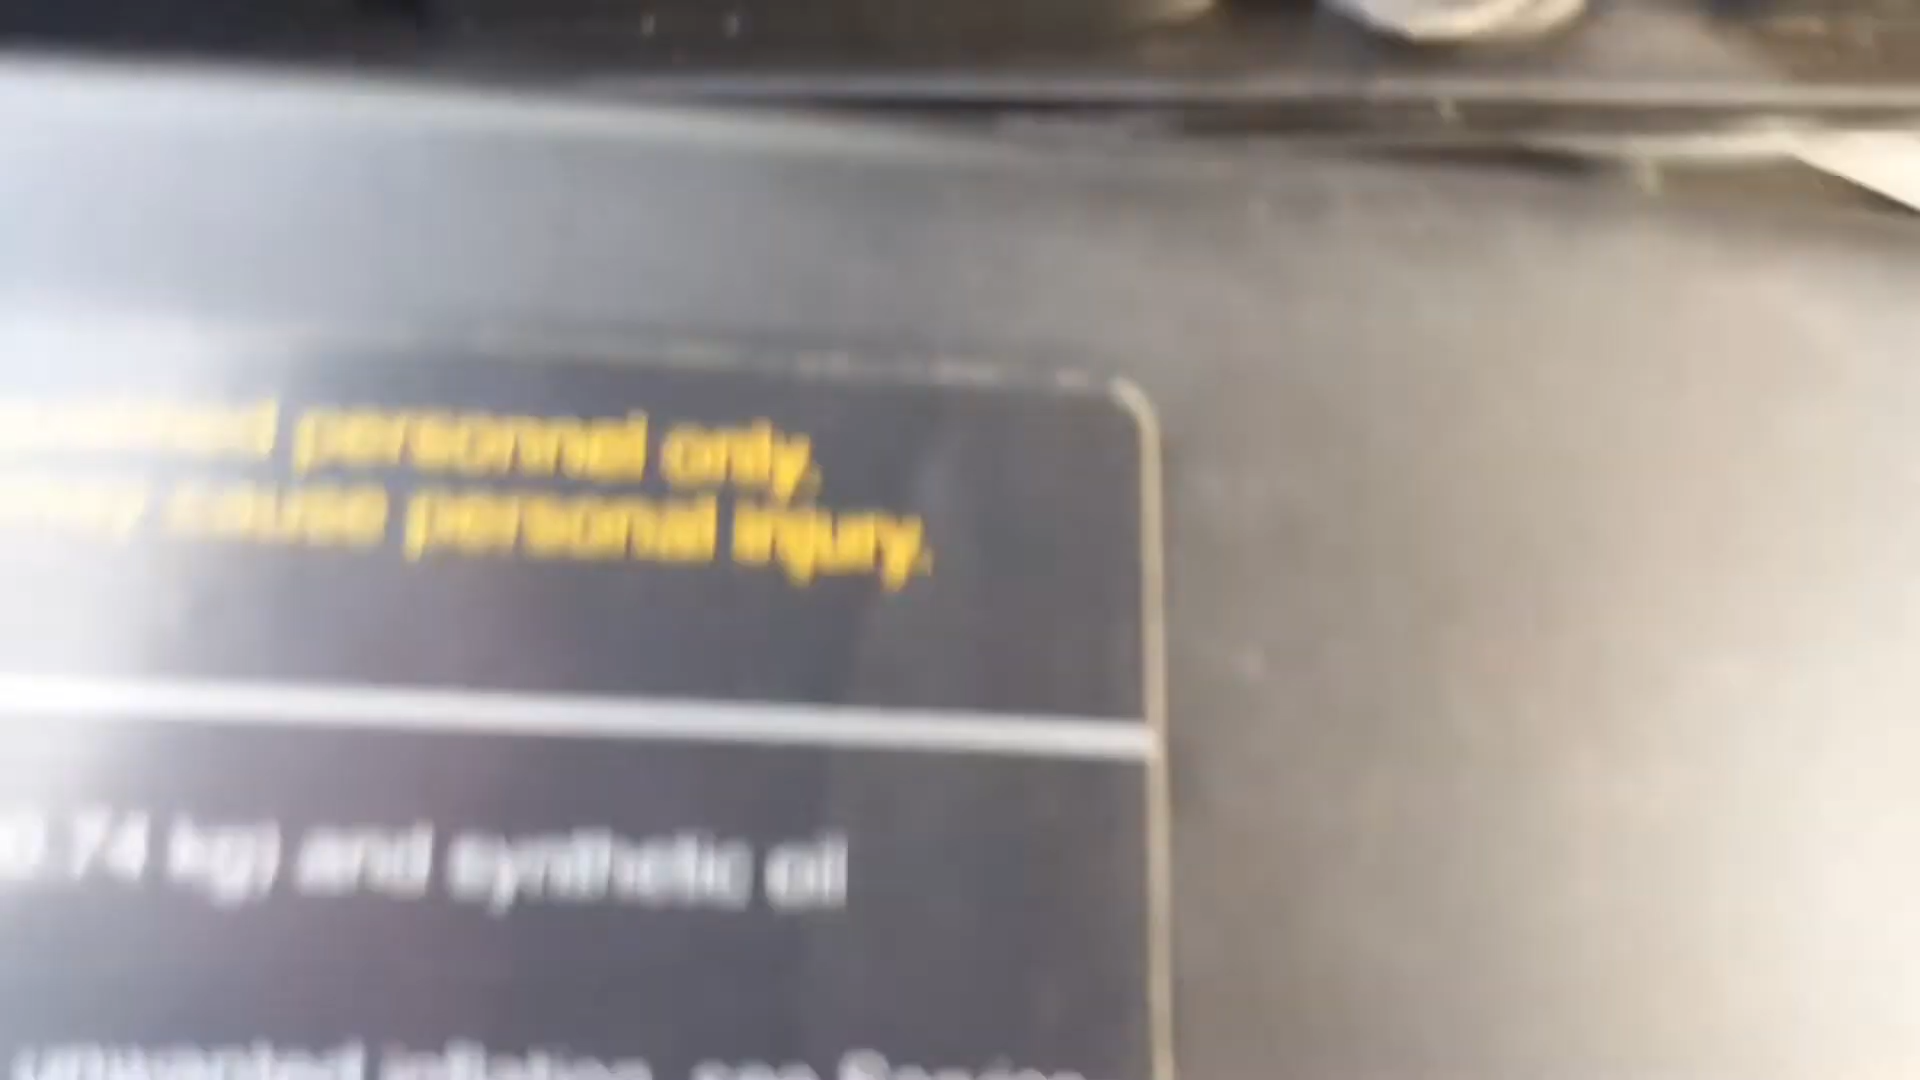 personnel only,
cause personal injury.
74 kg) and synthetic oil
unwanted inflation, see Service